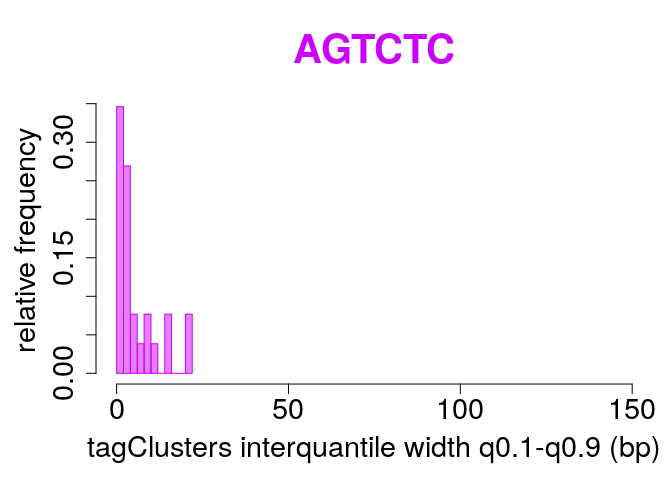 AGTCTC
relative frequency
0.30
0.15
0.00
0 50 100 150
tagClusters interquantile width q0.1-q0.9 (bp)